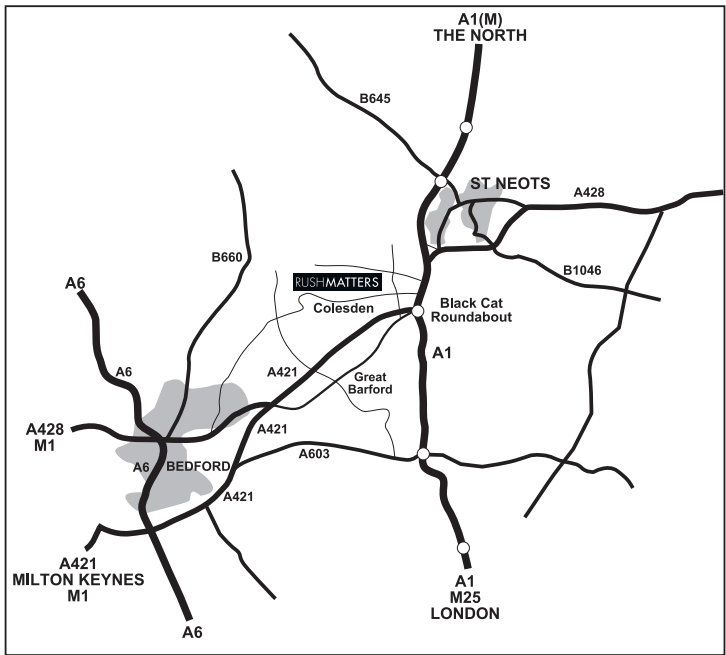 A1(M)
THE NORTH
B645
ST NEOTS
A428
B660
RUSHMATTERS
B1046
A6
Colesden
Black Cat
Roundabout
A1
A6
A421
Great
Barford
A428
M1
A421
A603
A6
BEDFORD
A421
A421
MILTON KEYNES
M1
A1
M25
LONDON
A6